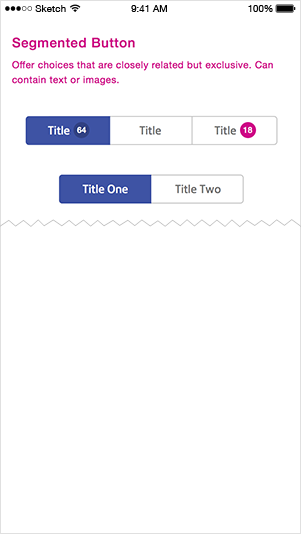 Sketch 9:41 AM 100%
Segmented Button
Offer choices that are closely related but exclusive. Can
contain text or images.
Title 64 Title Title 18
Title One Title Two